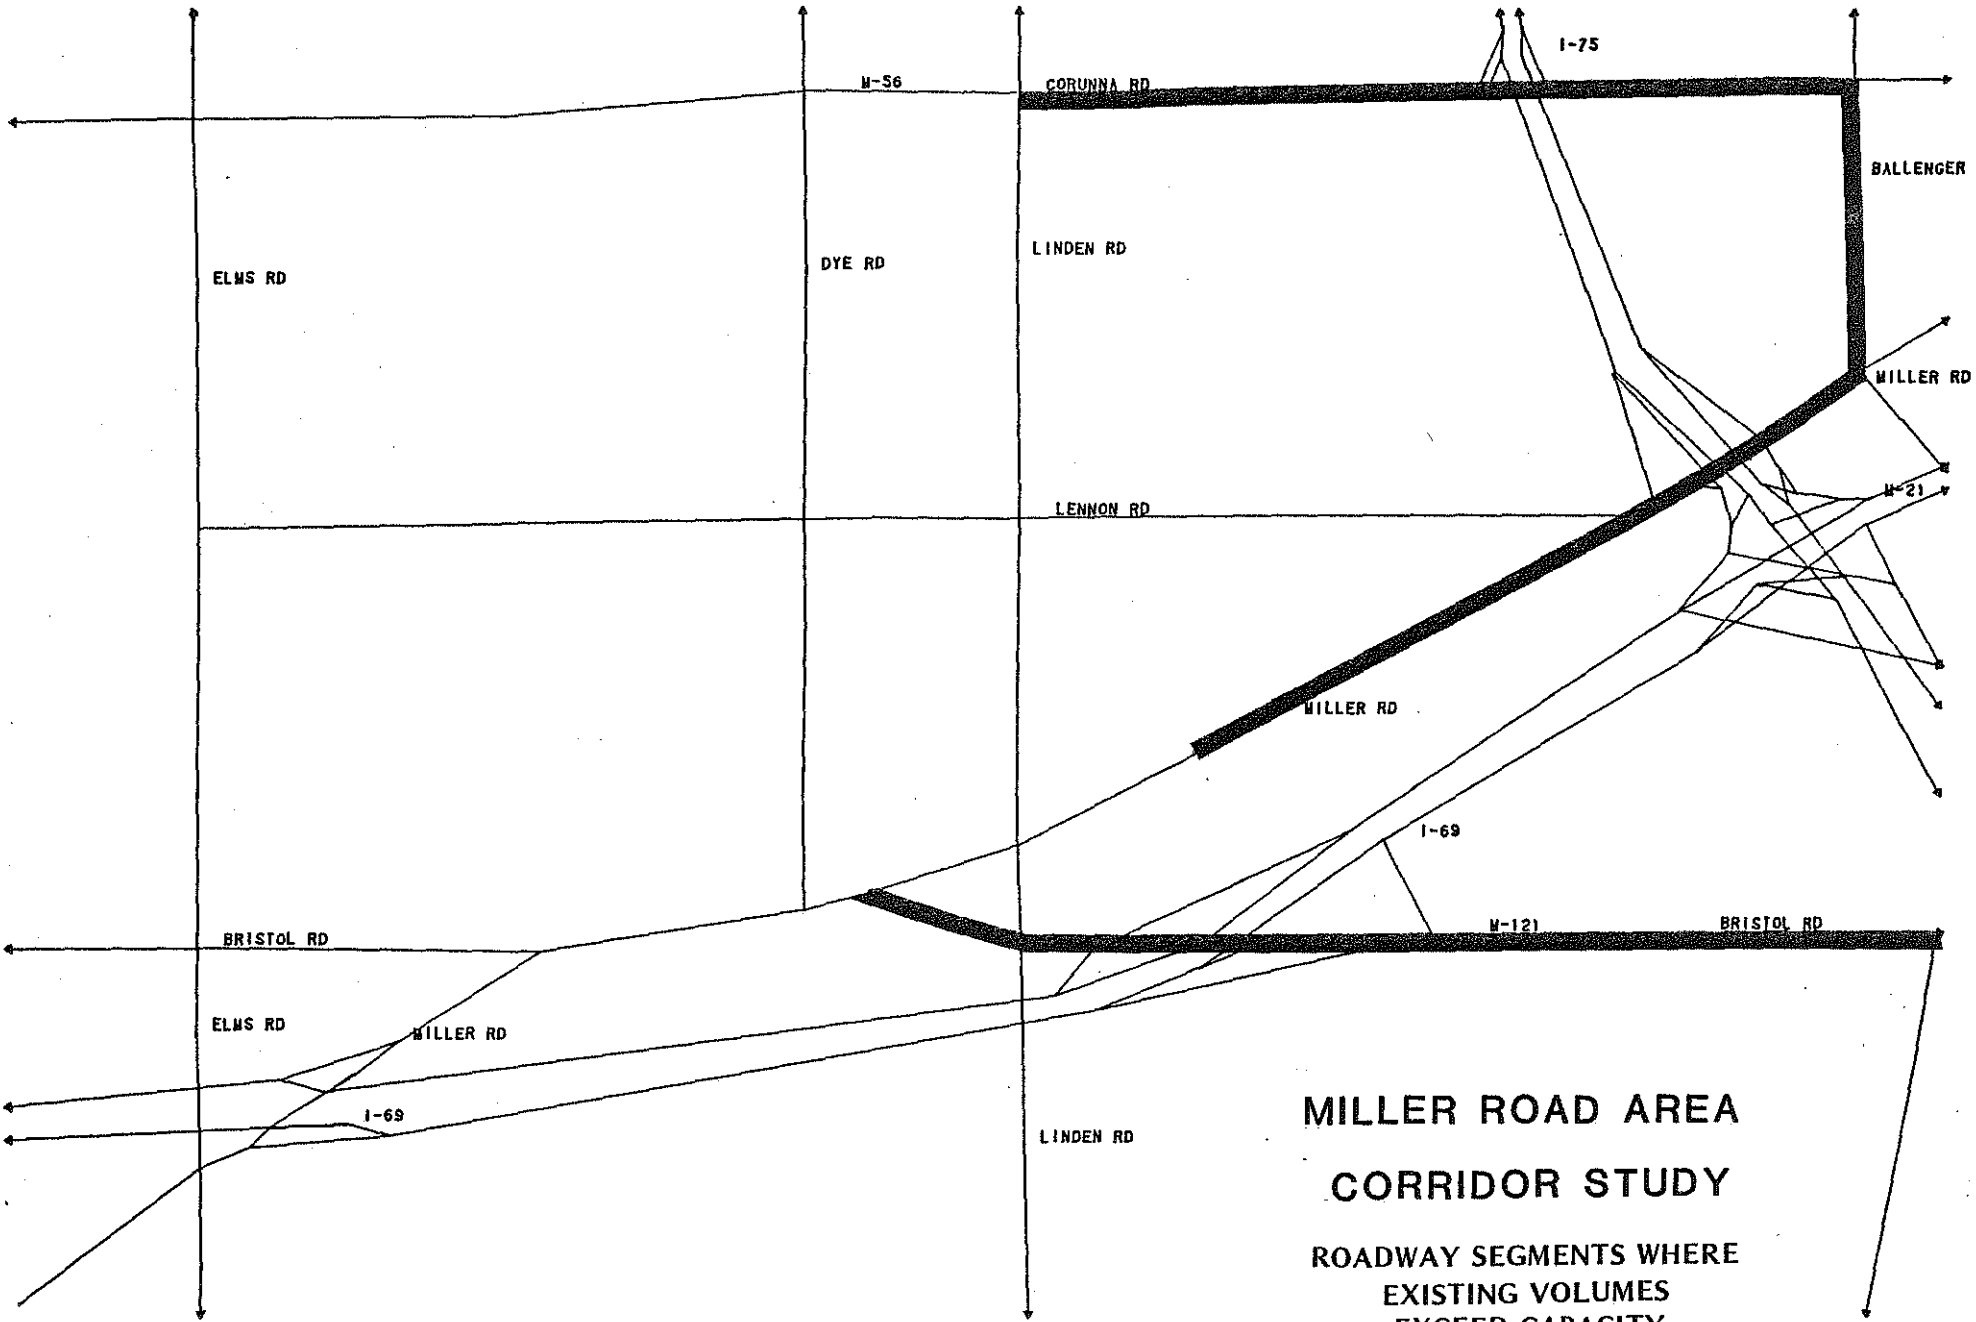 I-75
M-56
CORUNNA RD
BALLENGER
LINDEN RD
DYE RD
ELMS RD
MILLER RD
M-21
LENNON RD
MILLER RD
I-69
M-121
BRISTOL RD
BRISTOL RD
ELMS RD
MILLER RD
I-69
LINDEN RD
MILLER ROAD AREA
CORRIDOR STUDY
ROADWAY SEGMENTS WHERE
EXISTING VOLUMES
EXCEED CAPACITY